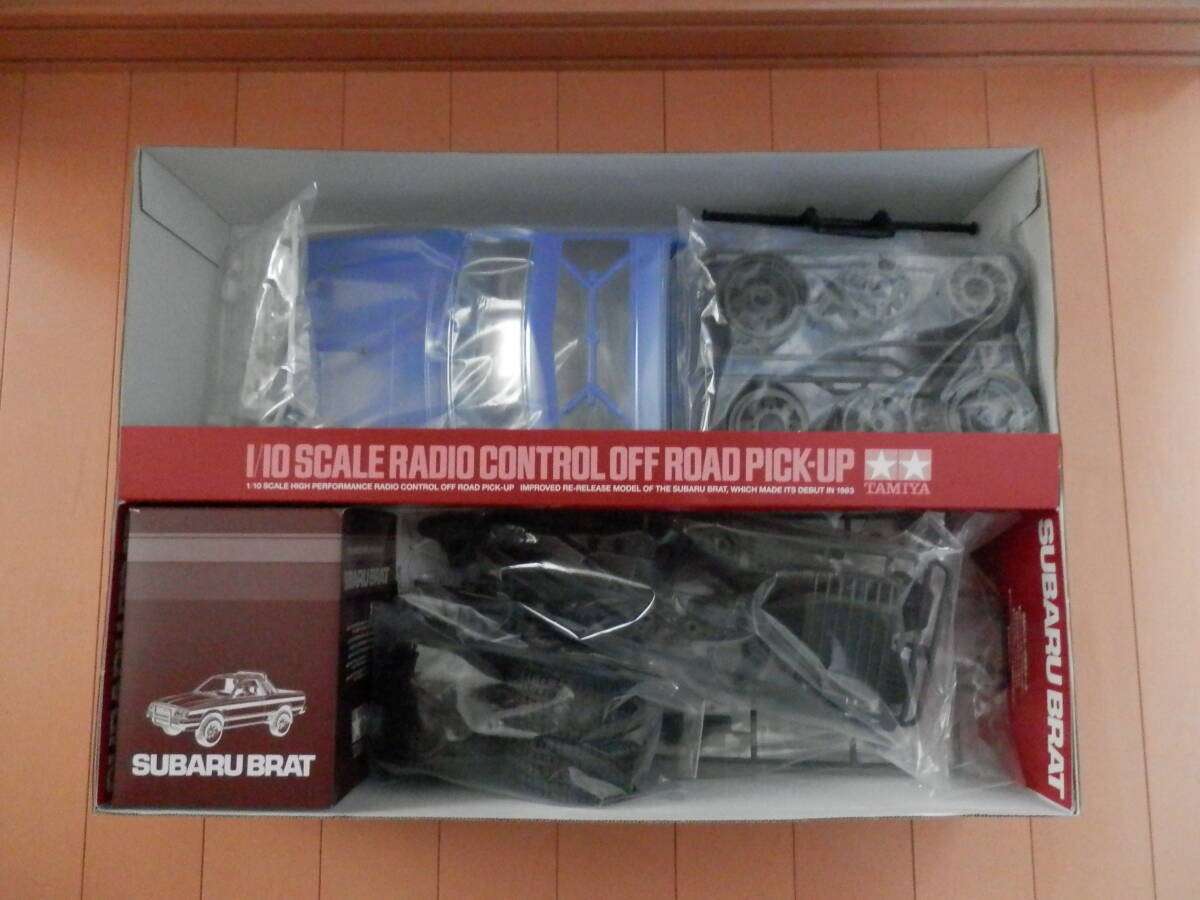 1/10 SCALE RADIO CONTROL OFF ROAD PICK-UP
1/10 SCALE HIGH PERFORMANCE RADIO CONTROL OFF ROAD PICK-UP IMPROVED RE-RELEASE MODEL OF THE SUBARU BRAT, WHICH MADE ITS DEBUT IN 1983
TAMIYA
SUBARU BRAT
SUBARU BRAT
SUBARU BRAT